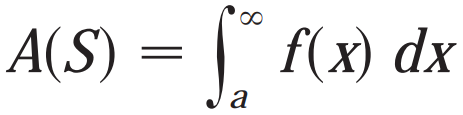 A(S) = ∫_a^∞ f(x) dx